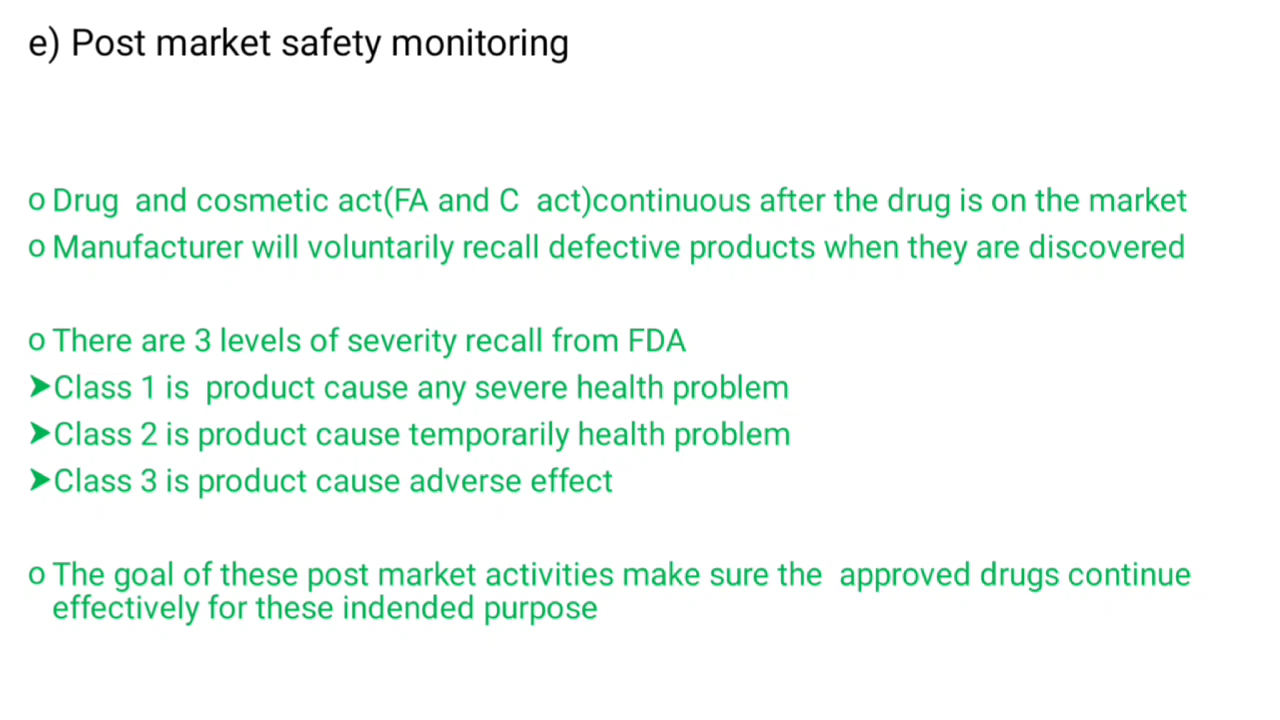 e) Post market safety monitoring
o Drug and cosmetic act(FA and C act)continuous after the drug is on the market
o Manufacturer will voluntarily recall defective products when they are discovered
o There are 3 levels of severity recall from FDA
➤Class 1 is product cause any severe health problem
➤Class 2 is product cause temporarily health problem
➤Class 3 is product cause adverse effect
o The goal of these post market activities make sure the approved drugs continue
effectively for these indended purpose